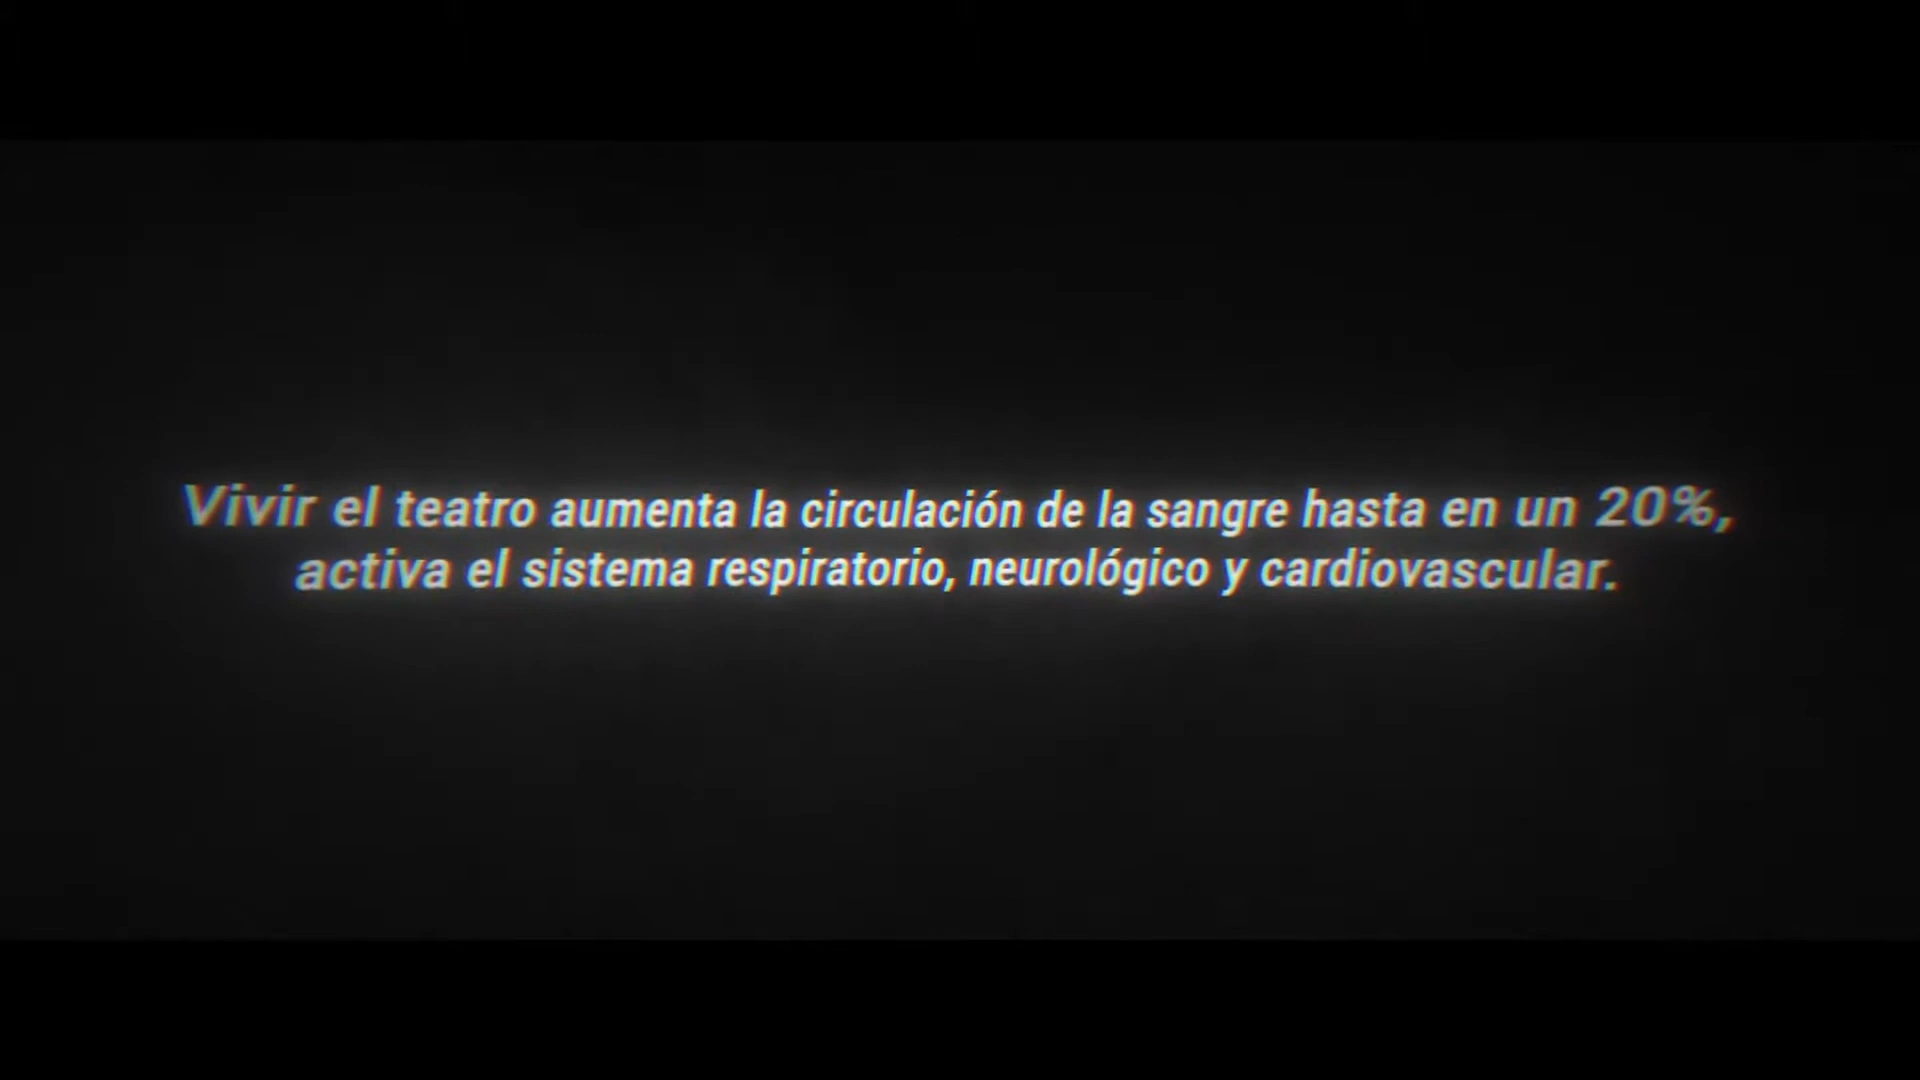 Vivir el teatro aumenta la circulación de la sangre hasta en un 20%,
activa el sistema respiratorio, neurológico y cardiovascular.